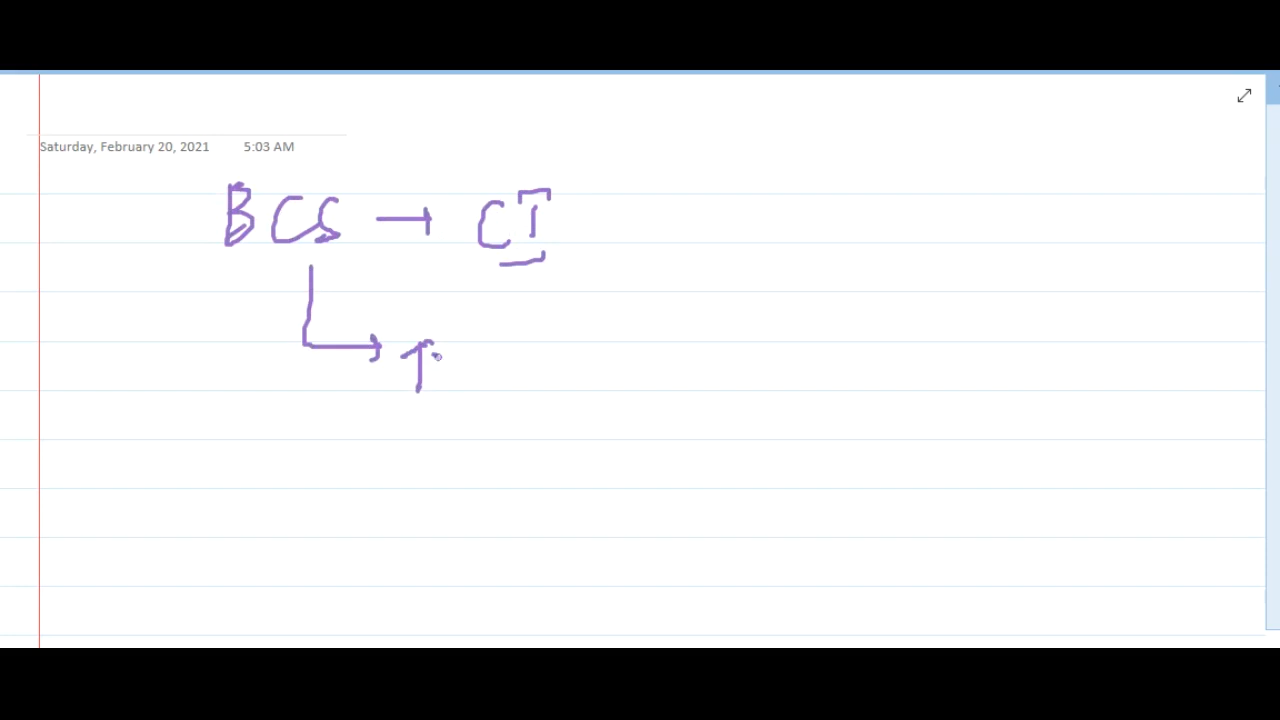 Saturday, February 20, 2021 5:03 AM
BCS → CT